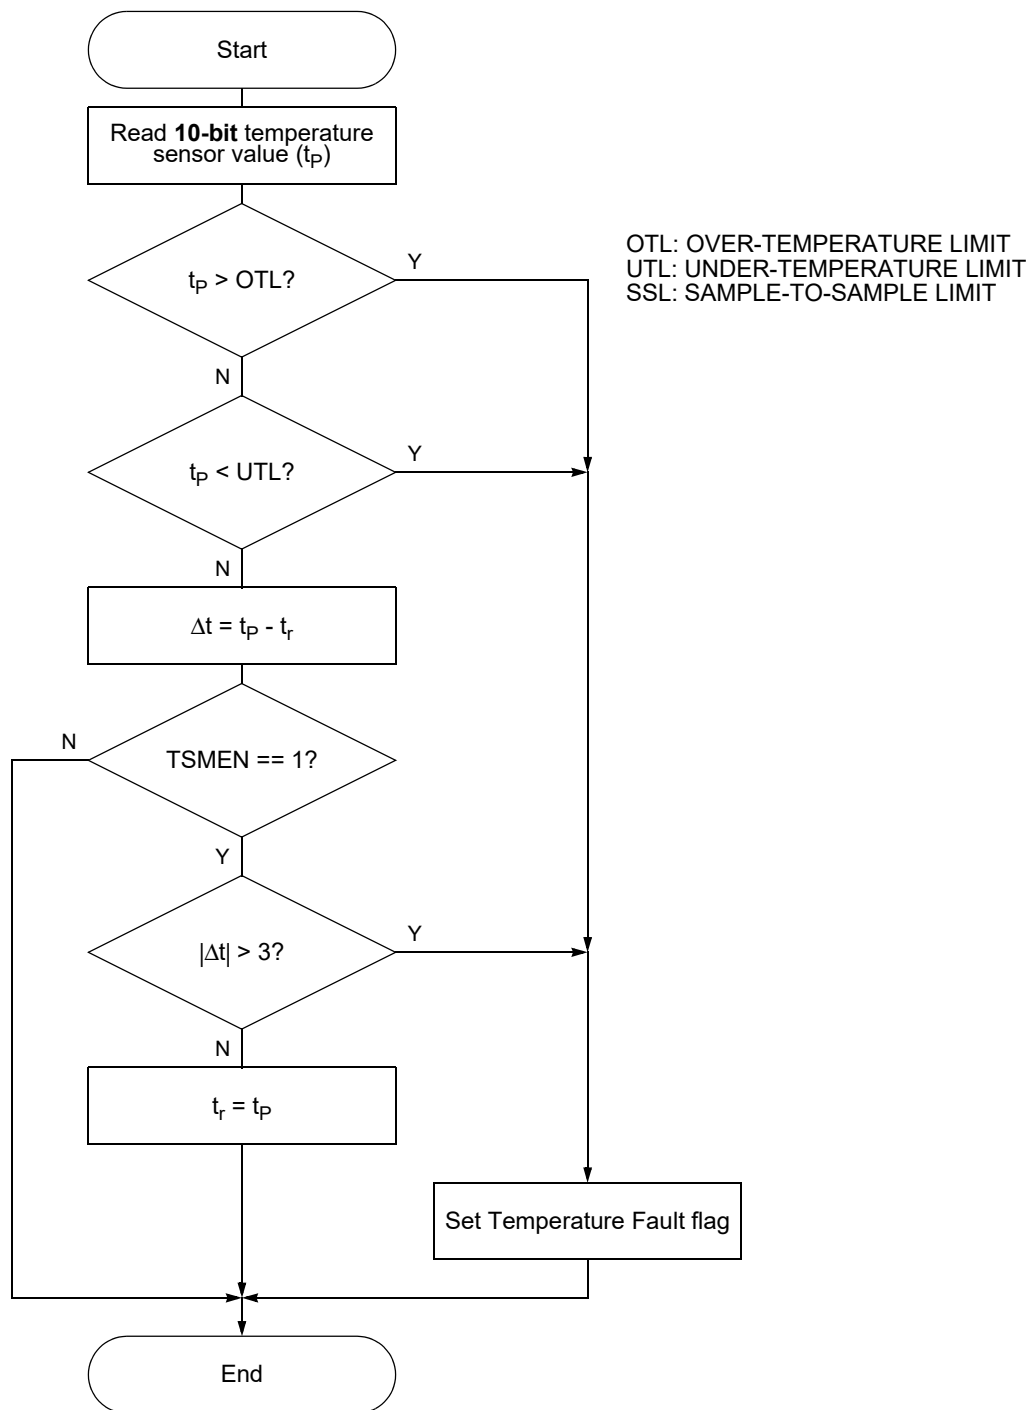 Start
Read 10-bit temperature
sensor value (tP)
tP > OTL?
Y
N
OTL: OVER-TEMPERATURE LIMIT
UTL: UNDER-TEMPERATURE LIMIT
SSL: SAMPLE-TO-SAMPLE LIMIT
tP < UTL?
Y
N
Δt = tP - tr
TSMEN == 1?
N
Y
|Δt| > 3?
Y
N
tr = tP
Set Temperature Fault flag
End